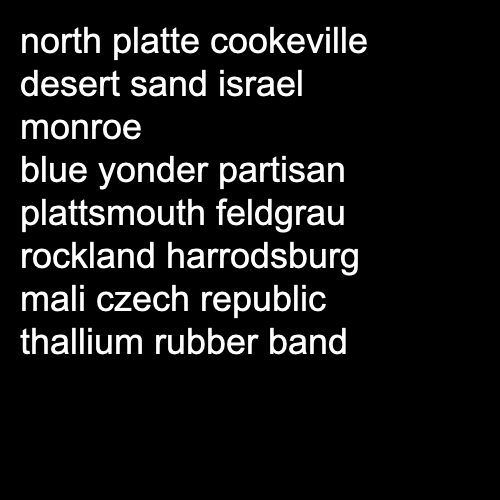 north platte cookeville
desert sand israel
monroe
blue yonder partisan
plattsmouth feldgrau
rockland harrodsburg
mali czech republic
thallium rubber band